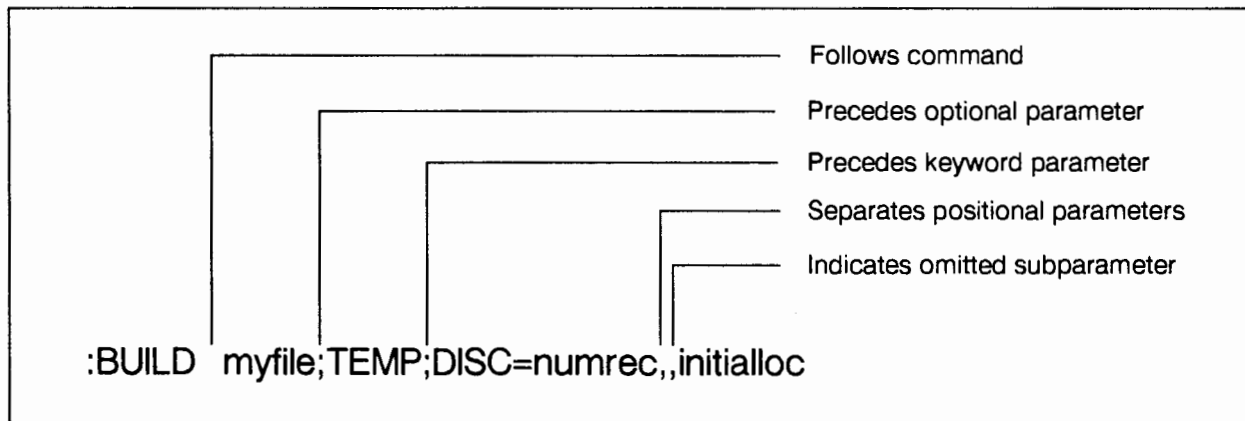 Follows command
Precedes optional parameter
Precedes keyword parameter
Separates positional parameters
Indicates omitted subparameter
:BUILD myfile;TEMP;DISC=numrec,,initialloc